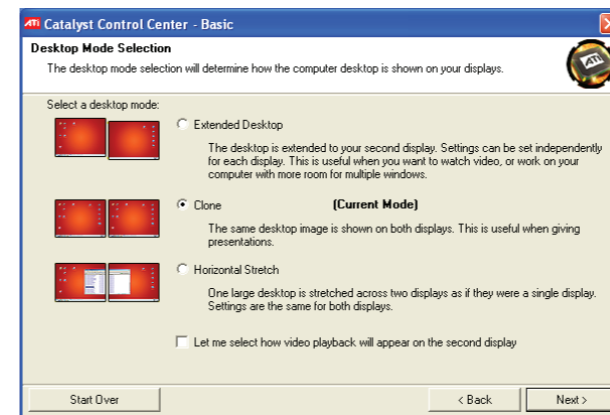 ATI Catalyst Control Center - Basic
Desktop Mode Selection
The desktop mode selection will determine how the computer desktop is shown on your displays.
ATI
Select a desktop mode:
Extended Desktop
The desktop is extended to your second display. Settings can be set independently
for each display. This is useful when you want to watch video, or work on your
computer with more room for multiple windows.
Clone (Current Mode)
The same desktop image is shown on both displays. This is useful when giving
presentations.
Horizontal Stretch
One large desktop is stretched across two displays as if they were a single display.
Settings are the same for both displays.
Let me select how video playback will appear on the second display
Start Over < Back Next >